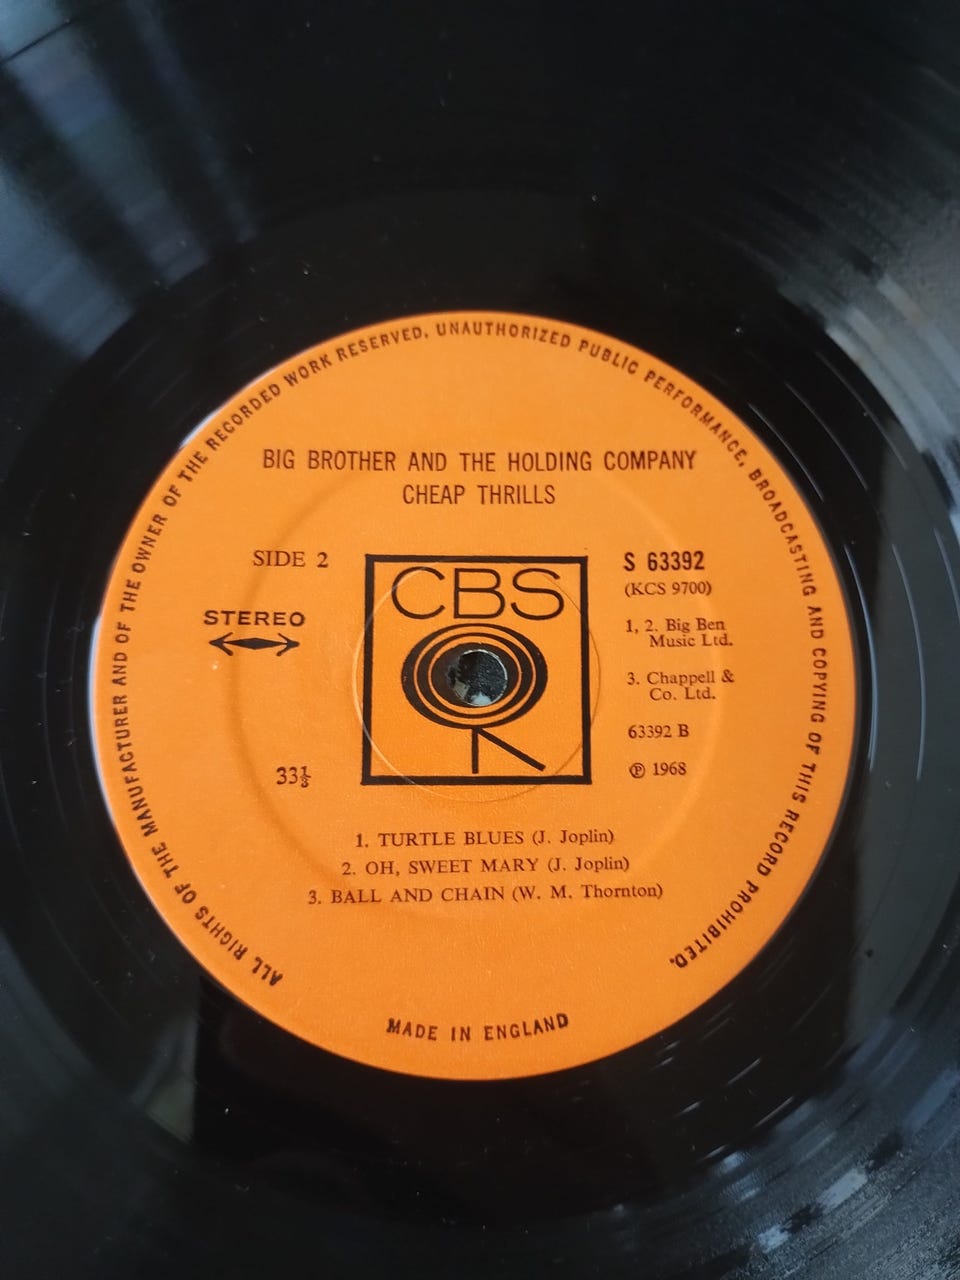 ALL RIGHTS OF THE MANUFACTURER AND OF THE OWNER OF THE RECORDED WORK RESERVED. UNAUTHORIZED PUBLIC PERFORMANCE, BROADCASTING AND COPYING OF THIS RECORD PROHIBITED.
BIG BROTHER AND THE HOLDING COMPANY
CHEAP THRILLS
SIDE 2
STEREO
33⅓
CBS
S 63392
(KCS 9700)
1, 2. Big Ben
Music Ltd.
3. Chappell &
Co. Ltd.
63392 B
℗ 1968
1. TURTLE BLUES (J. Joplin)
2. OH, SWEET MARY (J. Joplin)
3. BALL AND CHAIN (W. M. Thornton)
MADE IN ENGLAND